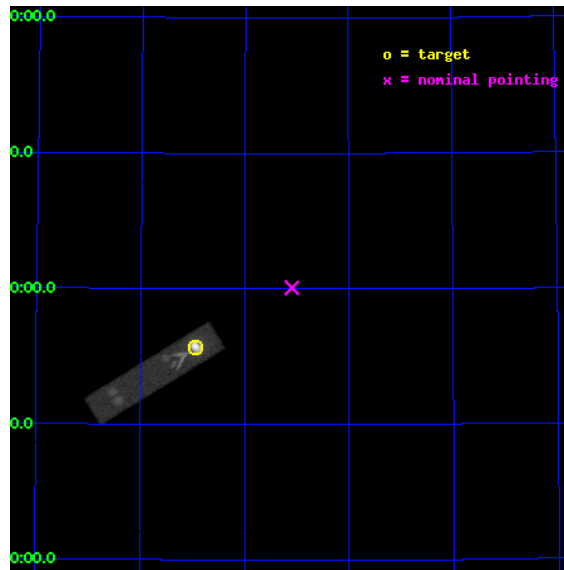 0:00.0
o = target
x = nominal pointing
0.0
0:00.0
0.0
0:00.0